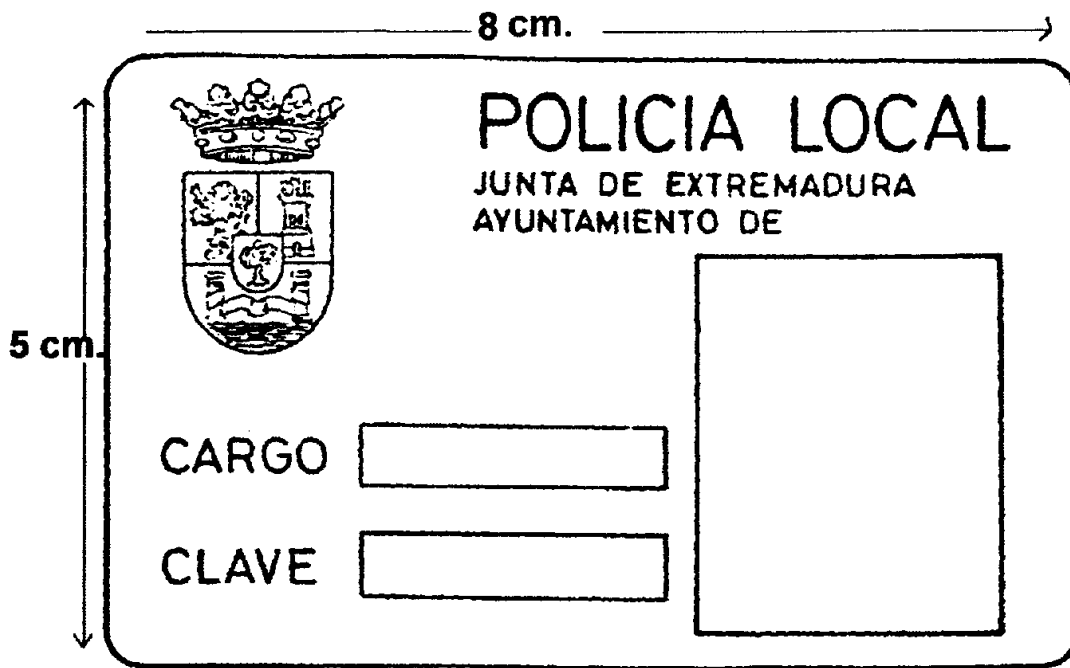 8 cm.
POLICIA LOCAL
JUNTA DE EXTREMADURA
AYUNTAMIENTO DE
5 cm.
CARGO
CLAVE